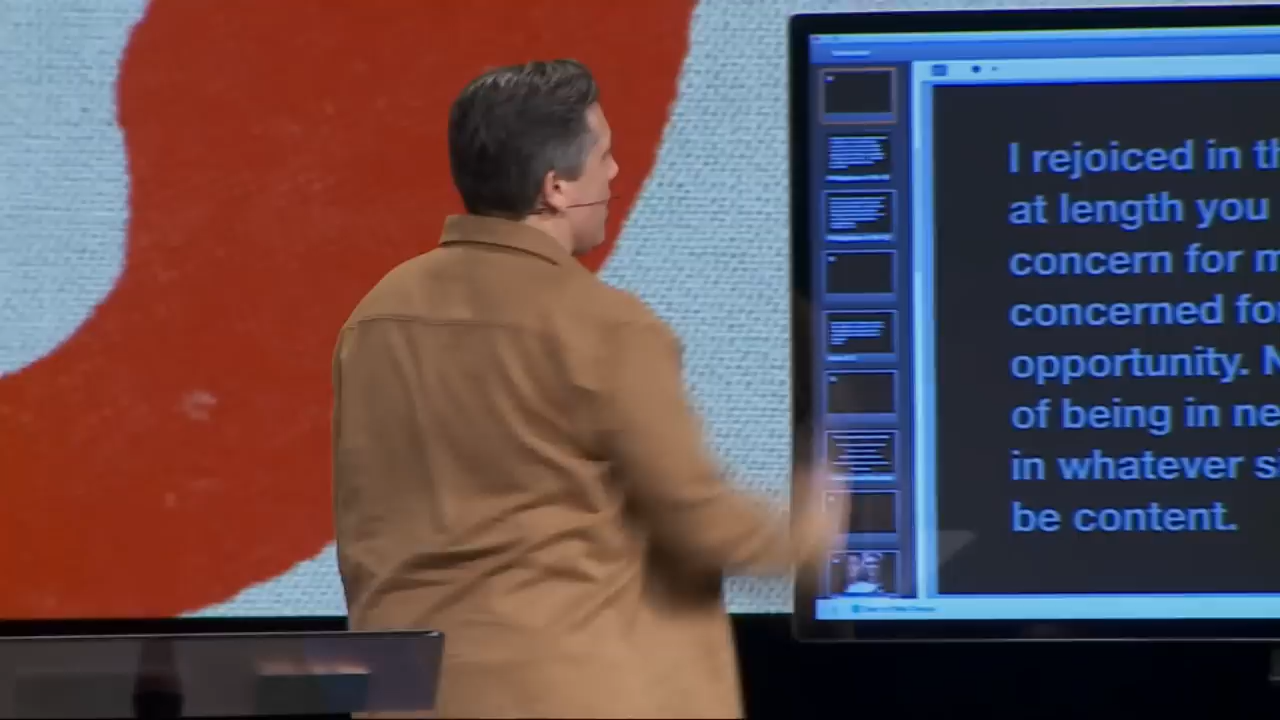 I rejoiced in th
at length you
concern for m
concerned fo
opportunity. N
of being in ne
in whatever si
be content.